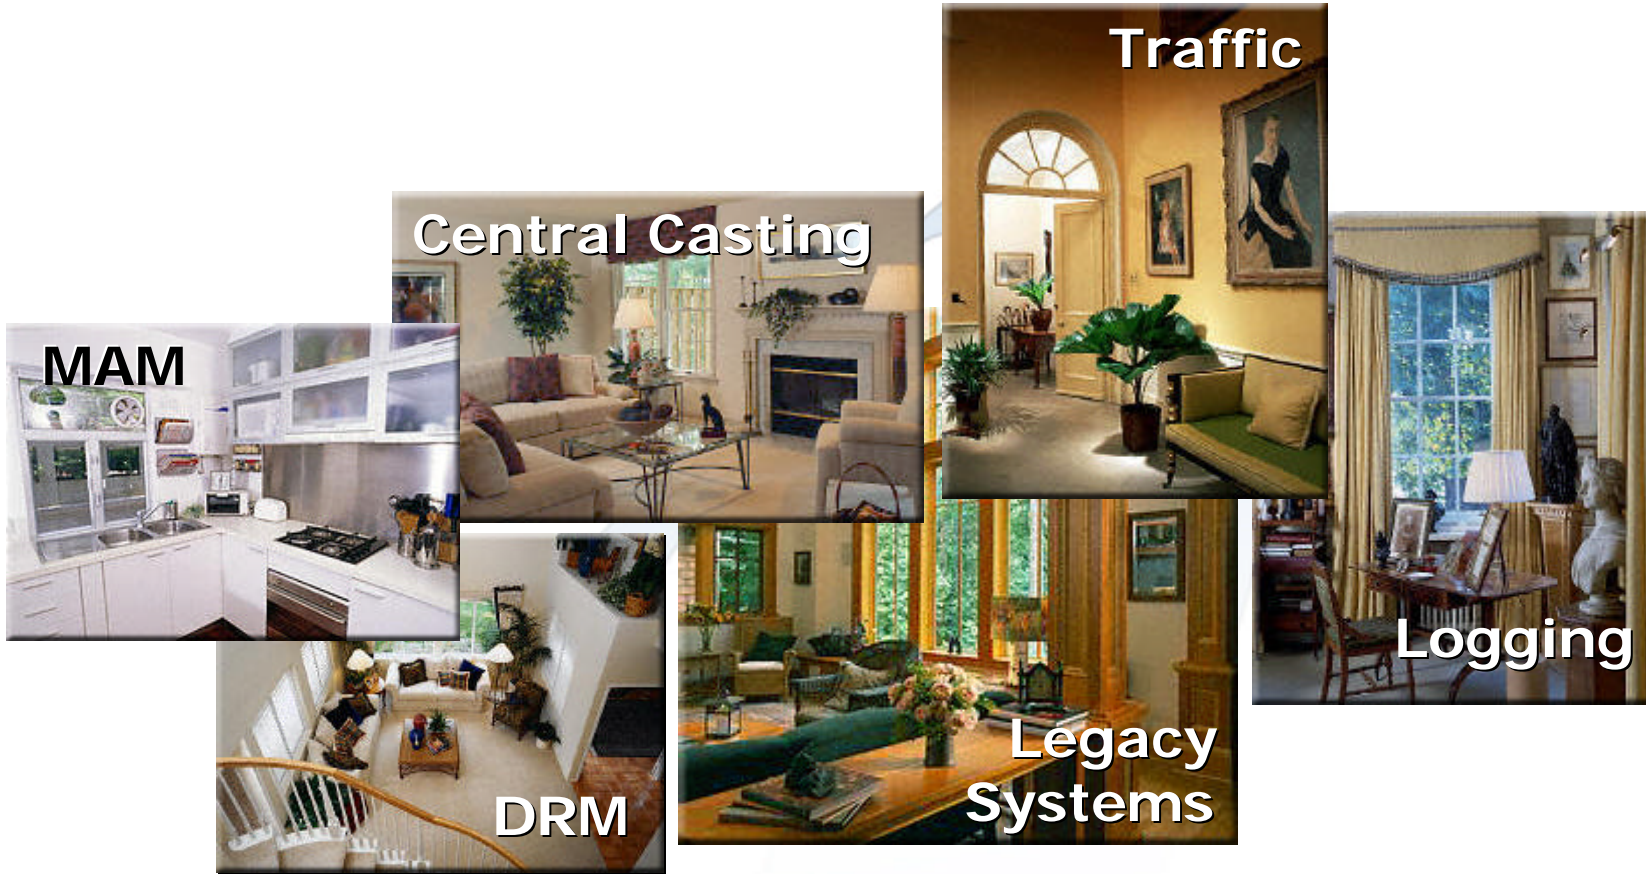 Traffic
Central Casting
MAM
Logging
Legacy
Systems
DRM